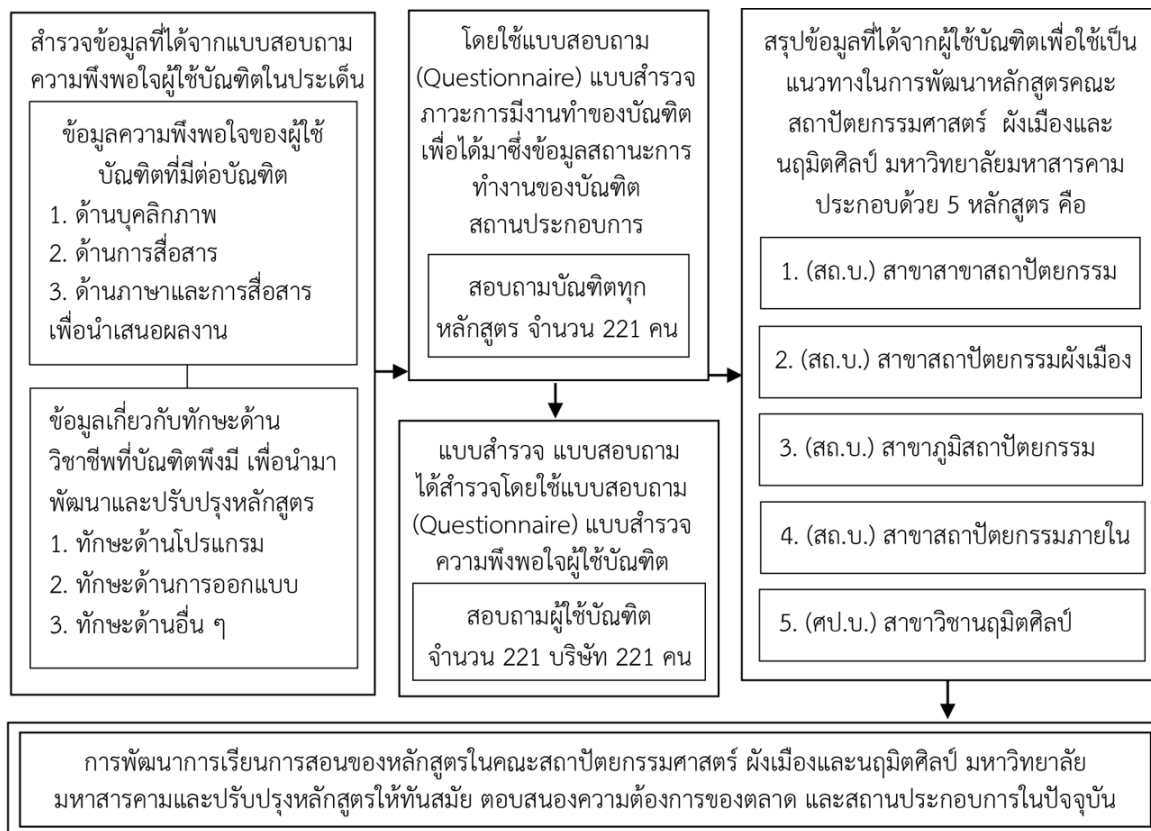 สำรวจข้อมูลที่ได้จากแบบสอบถาม
ความพึงพอใจผู้ใช้บัณฑิตในประเด็น
ข้อมูลความพึงพอใจของผู้ใช้
บัณฑิตที่มีต่อบัณฑิต
1. ด้านบุคลิกภาพ
2. ด้านการสื่อสาร
3. ด้านภาษาและการสื่อสาร
เพื่อนำเสนอผลงาน
ข้อมูลเกี่ยวกับทักษะด้าน
วิชาชีพที่บัณฑิตพึงมี เพื่อนำมา
พัฒนาและปรับปรุงหลักสูตร
1. ทักษะด้านโปรแกรม
2. ทักษะด้านการออกแบบ
3. ทักษะด้านอื่น ๆ
โดยใช้แบบสอบถาม
(Questionnaire) แบบสำรวจ
ภาวะการมีงานทำของบัณฑิต
เพื่อได้มาซึ่งข้อมูลสถานะการ
ทำงานของบัณฑิต
สถานประกอบการ
สอบถามบัณฑิตทุก
หลักสูตร จำนวน 221 คน
แบบสำรวจ แบบสอบถาม
ได้สำรวจโดยใช้แบบสอบถาม
(Questionnaire) แบบสำรวจ
ความพึงพอใจผู้ใช้บัณฑิต
สอบถามผู้ใช้บัณฑิต
จำนวน 221 บริษัท 221 คน
สรุปข้อมูลที่ได้จากผู้ใช้บัณฑิตเพื่อใช้เป็น
แนวทางในการพัฒนาหลักสูตรคณะ
สถาปัตยกรรมศาสตร์ ผังเมืองและ
นฤมิตศิลป์ มหาวิทยาลัยมหาสารคาม
ประกอบด้วย 5 หลักสูตร คือ
1. (สถ.บ.) สาขาสาขาสถาปัตยกรรม
2. (สถ.บ.) สาขาสถาปัตยกรรมผังเมือง
3. (สถ.บ.) สาขาภูมิสถาปัตยกรรม
4. (สถ.บ.) สาขาสถาปัตยกรรมภายใน
5. (ศป.บ.) สาขาวิชานฤมิตศิลป์
การพัฒนาการเรียนการสอนของหลักสูตรในคณะสถาปัตยกรรมศาสตร์ ผังเมืองและนฤมิตศิลป์ มหาวิทยาลัย
มหาสารคามและปรับปรุงหลักสูตรให้ทันสมัย ตอบสนองความต้องการของตลาด และสถานประกอบการในปัจจุบัน